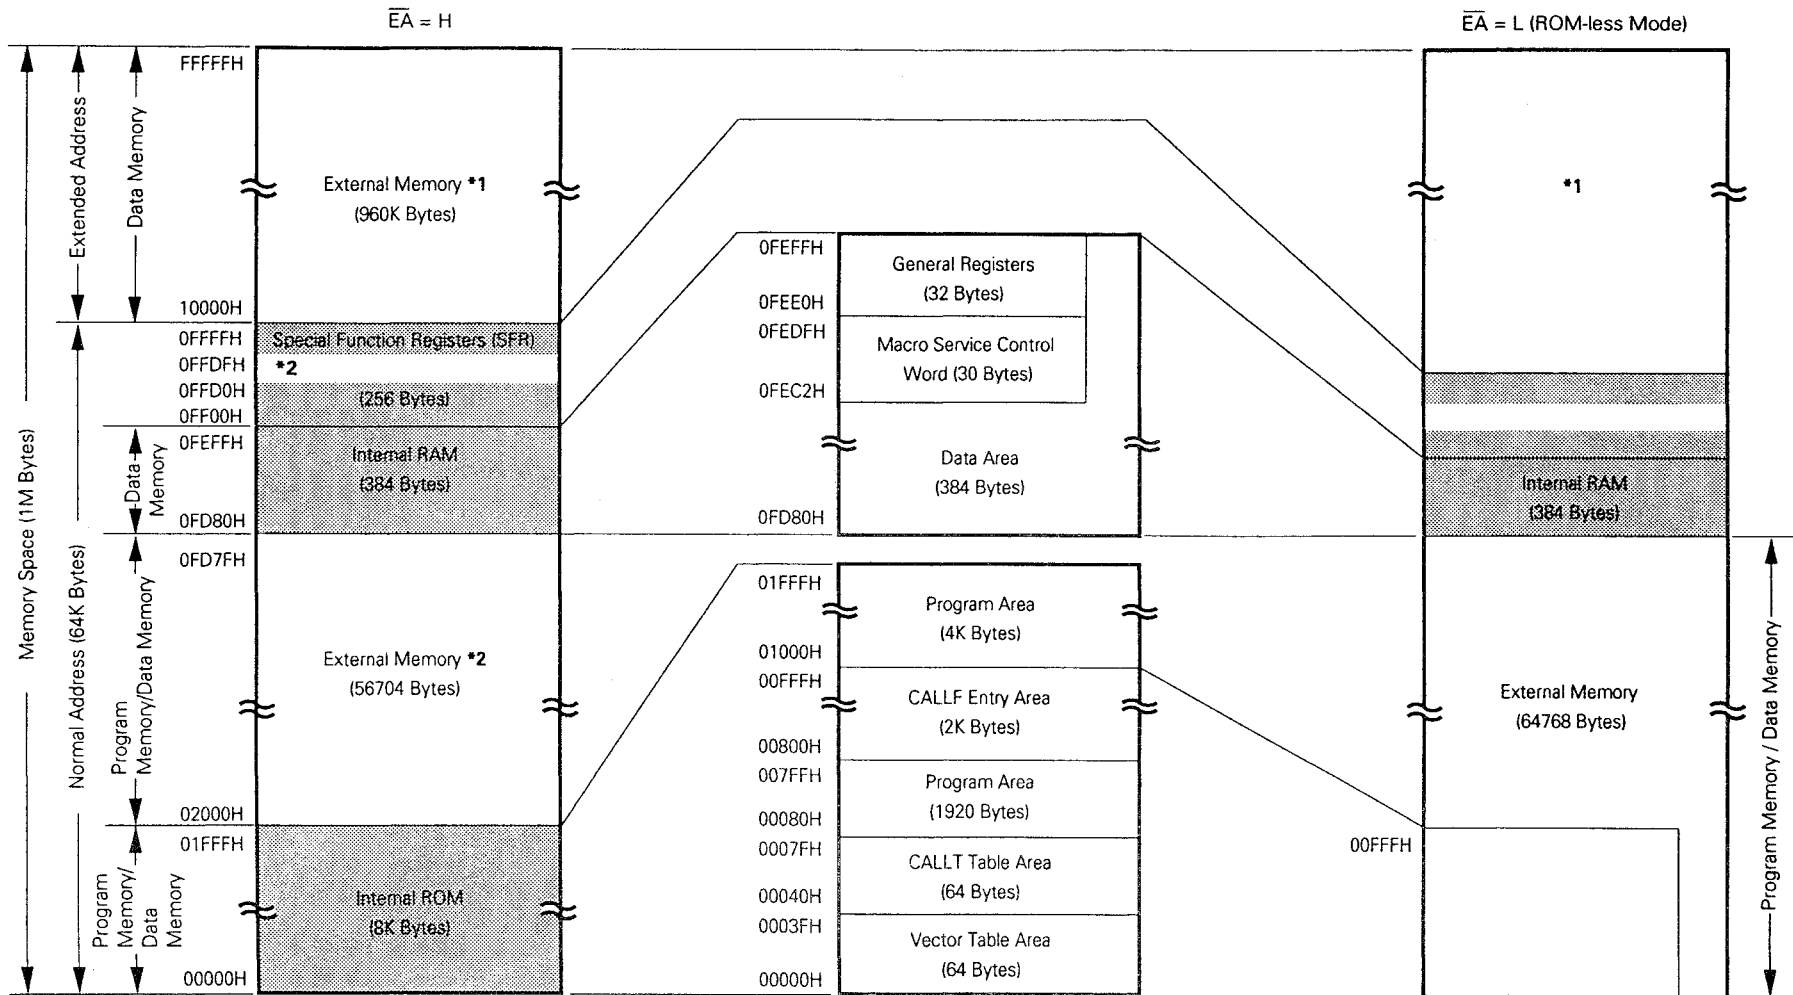 EA = H
EA = L (ROM-less Mode)
Memory Space (1M Bytes)
Extended Address
Normal Address (64K Bytes)
Data Memory
Data
Memory
Program
Memory/Data Memory
Program
Memory/
Data
Memory
FFFFFH
10000H
0FFFFH
0FFDFH
0FFD0H
0FF00H
0FEFFH
0FD80H
0FD7FH
02000H
01FFFH
00000H
External Memory *1
(960K Bytes)
Special Function Registers (SFR)
*2
(256 Bytes)
Internal RAM
(384 Bytes)
External Memory *2
(56704 Bytes)
Internal ROM
(8K Bytes)
0FEFFH
0FEE0H
0FEDFH
0FEC2H
0FD80H
General Registers
(32 Bytes)
Macro Service Control
Word (30 Bytes)
Data Area
(384 Bytes)
01FFFH
01000H
00FFFH
00800H
007FFH
00080H
0007FH
00040H
0003FH
00000H
Program Area
(4K Bytes)
CALLF Entry Area
(2K Bytes)
Program Area
(1920 Bytes)
CALLT Table Area
(64 Bytes)
Vector Table Area
(64 Bytes)
*1
Internal RAM
(384 Bytes)
External Memory
(64768 Bytes)
00FFFH
Program Memory / Data Memory